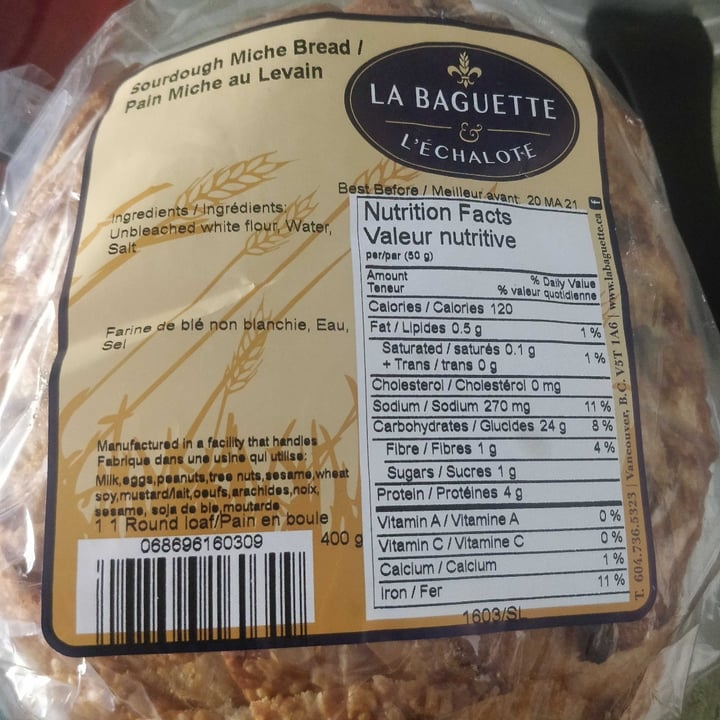 Sourdough Miche Bread /
Pain Miche au Levain
LA BAGUETTE
&
L'ÉCHALOTE
Best Before / Meilleur avant: 20 MA 21
Ingredients / Ingrédients:
Unbleached white flour, Water,
Salt
Farine de blé non blanchie, Eau,
Sel
Manufactured in a facility that handles
Fabrique dans une usine qui utilise:
Milk,eggs,peanuts,tree nuts,sesame,wheat
soy,mustard/lait,oeufs,arachides,noix,
sesame, soja de ble,moutarde
1 1 Round loaf/Pain en boule
400 g
068696160309
Nutrition Facts
Valeur nutritive
per/par (50 g)
Amount
Teneur
% Daily Value
% valeur quotidienne
Calories / Calories 120
Fat / Lipides 0.5 g 1 %
Saturated / saturés 0.1 g
+ Trans / trans 0 g 1 %
Cholesterol / Cholestérol 0 mg
Sodium / Sodium 270 mg 11 %
Carbohydrates / Glucides 24 g 8 %
Fibre / Fibres 1 g 4 %
Sugars / Sucres 1 g
Protein / Protéines 4 g
Vitamin A / Vitamine A 0 %
Vitamin C / Vitamine C 0 %
Calcium / Calcium 1 %
Iron / Fer 11 %
1603/SL
T. 604.736.5323 | Vancouver, B.C. V5T 1A6 | www.labaguette.ca f